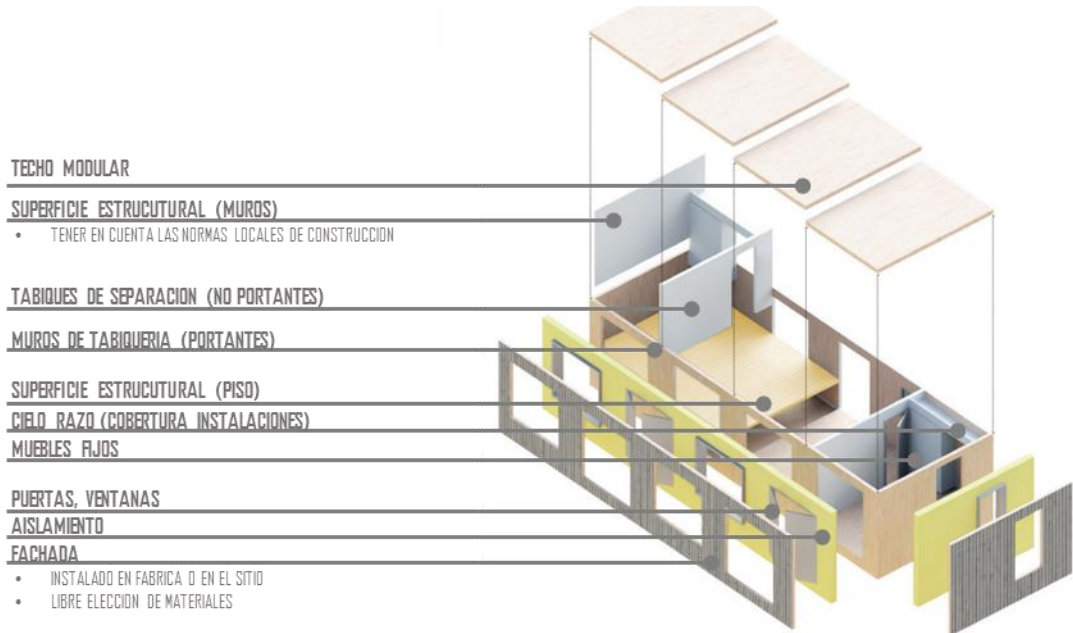 TECHO MODULAR
SUPERFICIE ESTRUCUTURAL (MUROS)
• TENER EN CUENTA LAS NORMAS LOCALES DE CONSTRUCCION
TABIQUES DE SEPARACION (NO PORTANTES)
MUROS DE TABIQUERIA (PORTANTES)
SUPERFICIE ESTRUCUTURAL (PISO)
CIELO RAZO (COBERTURA INSTALACIONES)
MUEBLES FIJOS
PUERTAS, VENTANAS
AISLAMIENTO
FACHADA
• INSTALADO EN FABRICA O EN EL SITIO
• LIBRE ELECCION DE MATERIALES